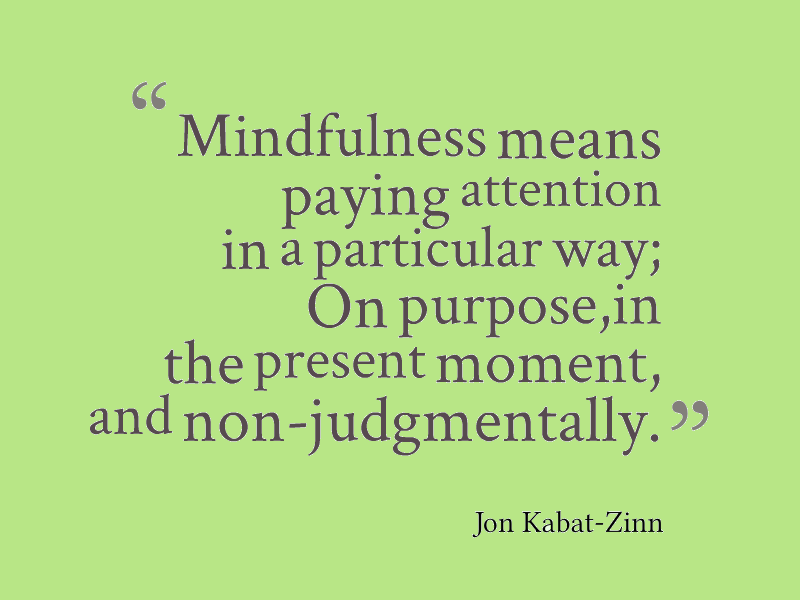 “Mindfulness means
paying attention
in a particular way;
On purpose,in
the present moment,
and non-judgmentally.”
Jon Kabat-Zinn